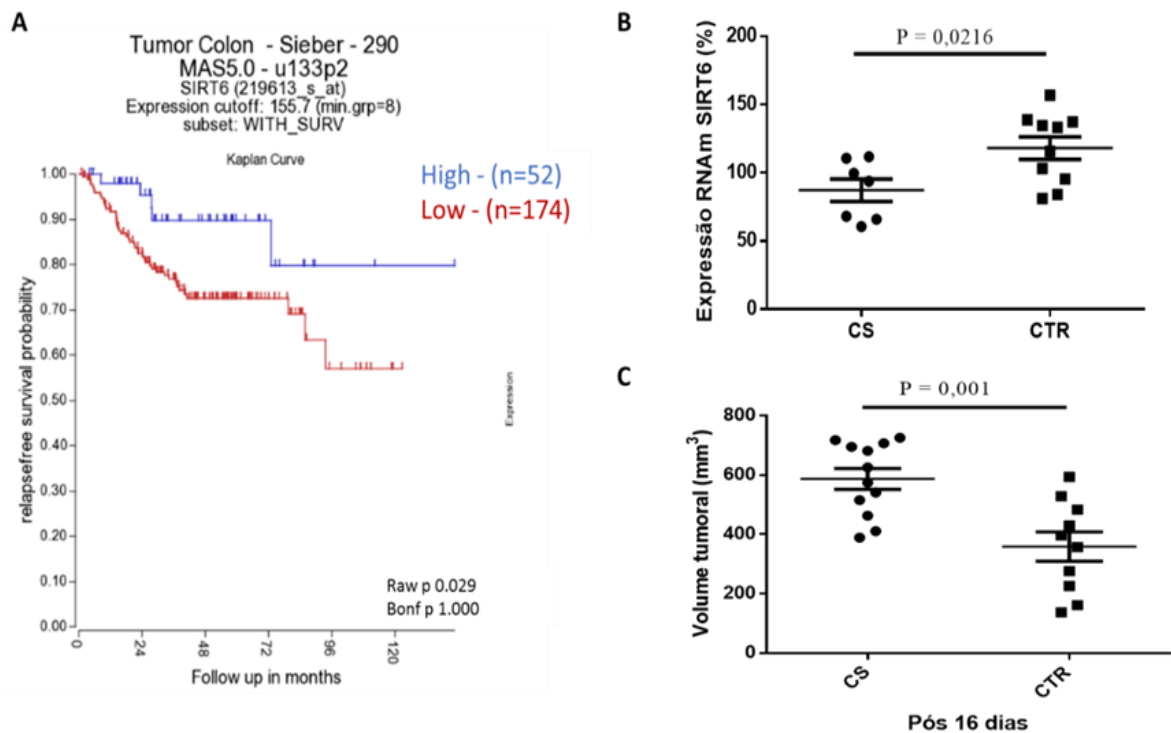 A
Tumor Colon - Sieber - 290
MAS5.0 - u133p2
SIRT6 (219613_s_at)
Expression cutoff: 155.7 (min.grp=8)
subset: WITH_SURV
Kaplan Curve
High - (n=52)
Low - (n=174)
relapsefree survival probability
1.00
0.90
0.80
0.70
0.60
0.50
0.40
0.30
0.20
0.10
0.00
Expression
Raw p 0.029
Bonf p 1.000
0
24
48
72
96
120
Follow up in months
B
P = 0,0216
Expressão RNAm SIRT6 (%)
200
150
100
50
0
CS
CTR
C
P = 0,001
Volume tumoral (mm³)
800
600
400
200
0
CS
CTR
Pós 16 dias